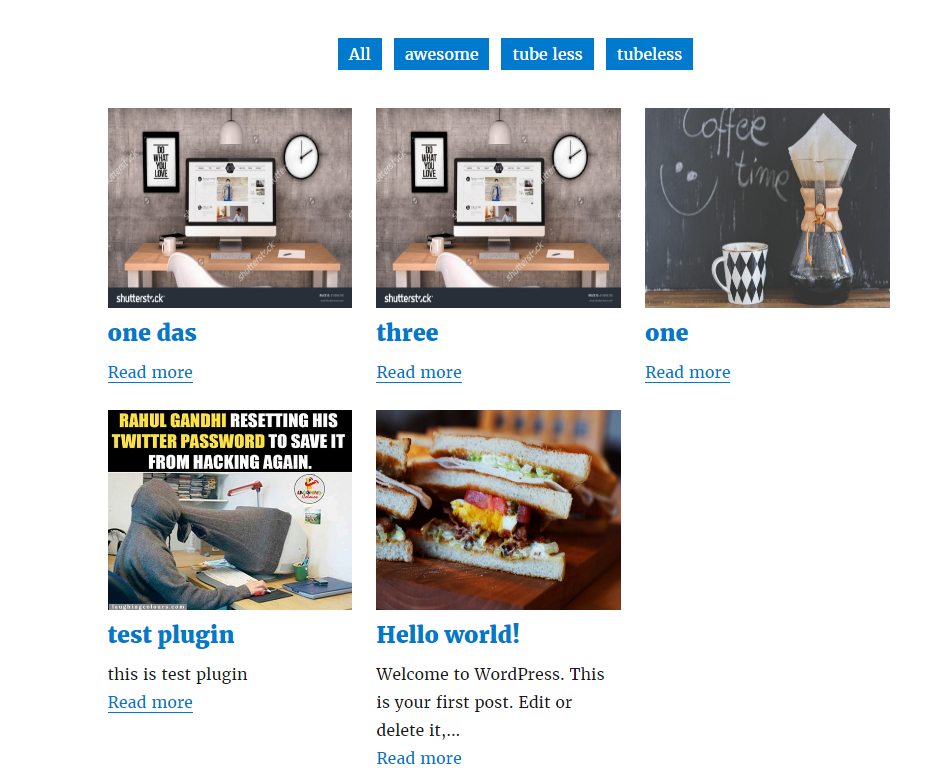 All awesome tube less tubeless
DO
WHAT
YOU
LOVE
shutterstock
shutterstock
DO
WHAT
YOU
LOVE
shutterstock
shutterstock
Coffee
time
one das
three
one
Read more
Read more
Read more
RAHUL GANDHI RESETTING HIS
TWITTER PASSWORD TO SAVE IT
FROM HACKING AGAIN.
laughingcolours.com
test plugin
Hello world!
this is test plugin
Read more
Welcome to WordPress. This
is your first post. Edit or
delete it,...
Read more